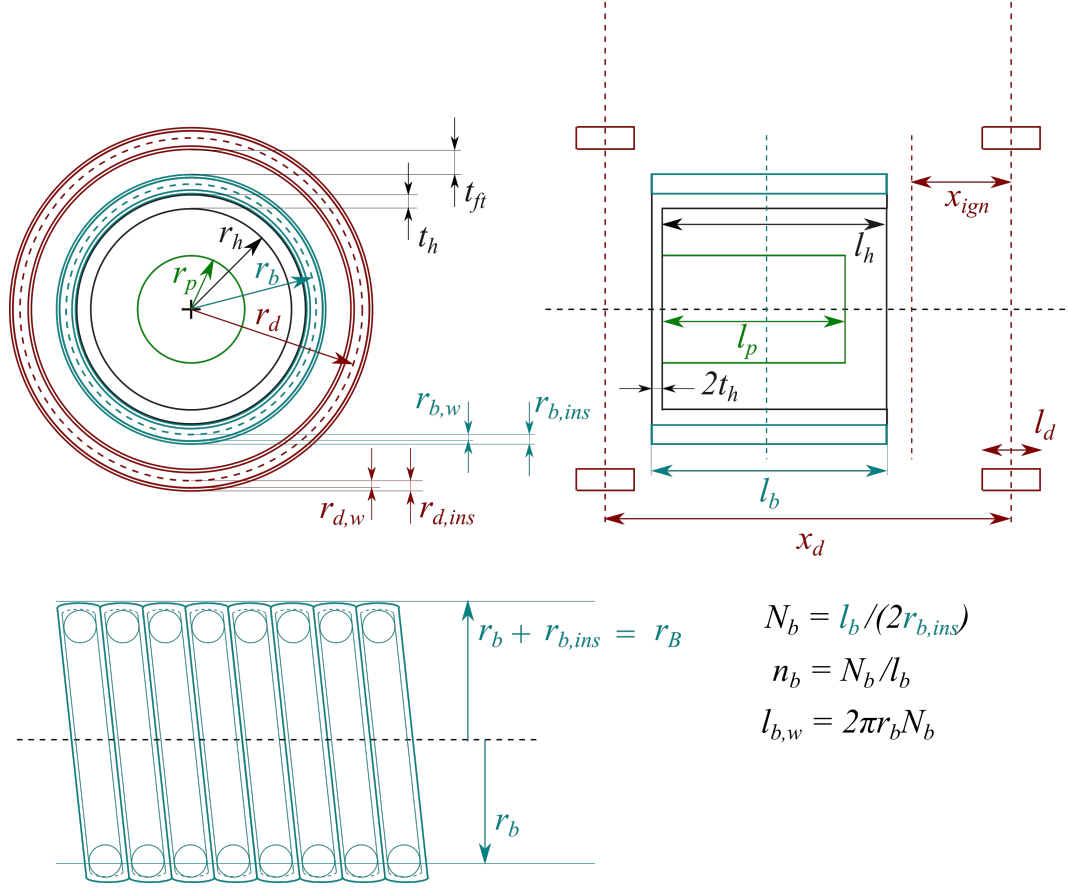 t_ft
t_h
r_h
r_b
r_p
r_d
r_b,w
r_b,ins
r_d,w
r_d,ins
x_ign
l_h
l_p
2t_h
l_d
l_b
x_d
r_b + r_b,ins = r_B
r_b
N_b = l_b/(2r_b,ins)
n_b = N_b/l_b
l_b,w = 2πr_bN_b